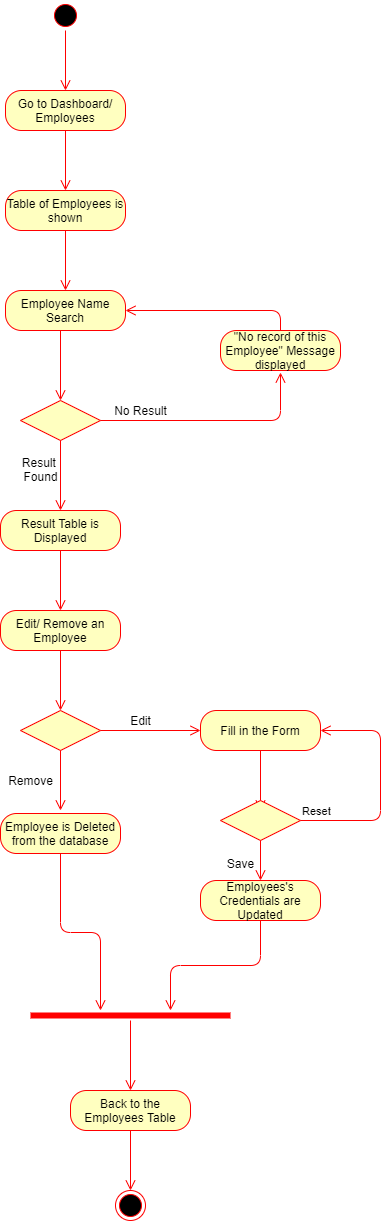 Go to Dashboard/
Employees
Table of Employees is
shown
Employee Name
Search
"No record of this
Employee" Message
displayed
No Result
Result
Found
Result Table is
Displayed
Edit/ Remove an
Employee
Edit
Fill in the Form
Remove
Reset
Employee is Deleted
from the database
Save
Employees's
Credentials are
Updated
Back to the
Employees Table